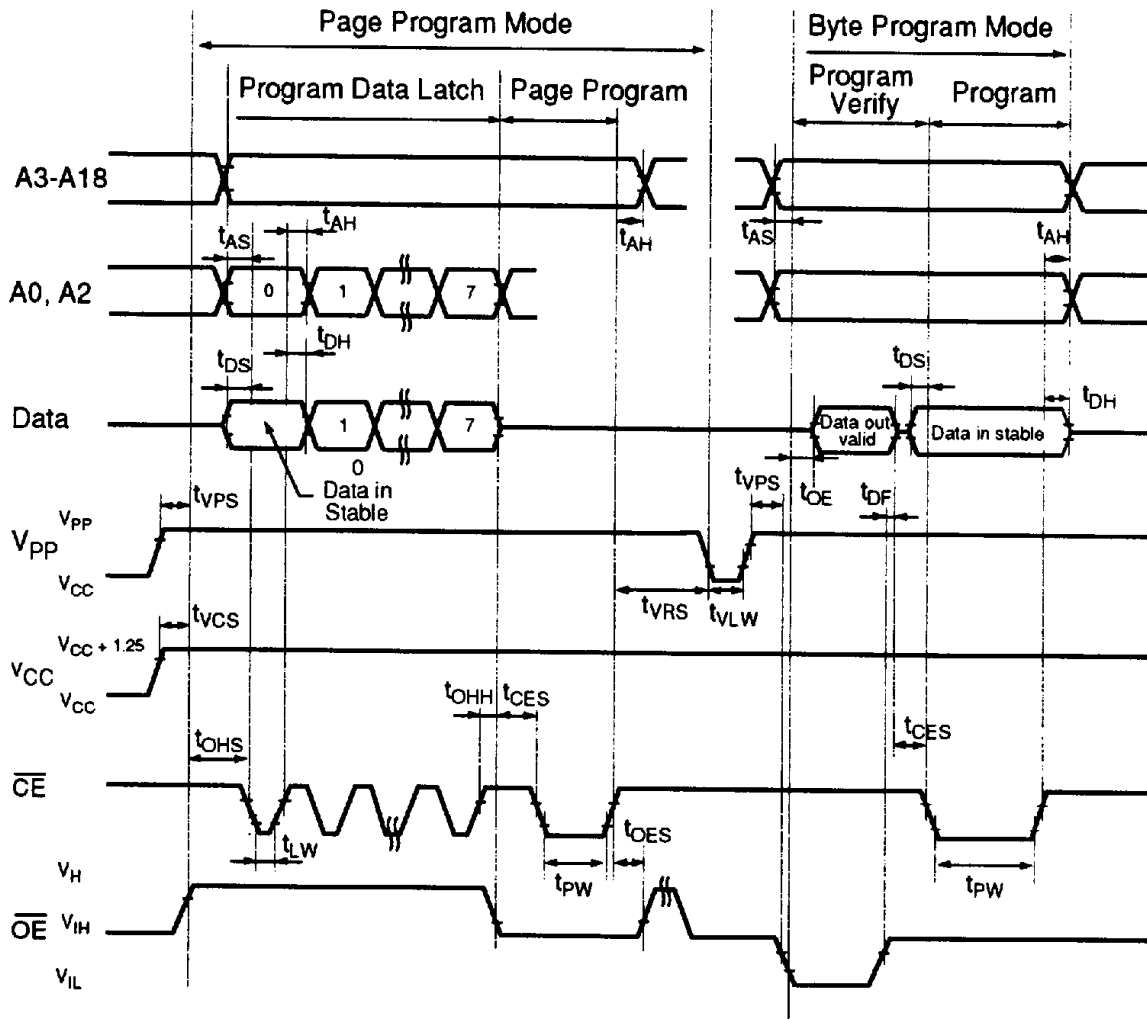 Page Program Mode
Byte Program Mode
Program Data Latch
Page Program
Program
Verify
Program
A3-A18
tAH
tAS
tAH
tAS
tAH
A0, A2
0
1
7
tDH
tDS
tDS
tDH
Data
1
7
Data out
valid
Data in stable
0
Data in
Stable
tVPS
tVPS
tOE
tDF
VPP
VPP
VCC
tVRS
tVLW
tVCS
VCC + 1.25
VCC
VCC
tOHH
tCES
tCES
tOHS
CE
tLW
tOES
tPW
tPW
VH
OE
VIH
VIL